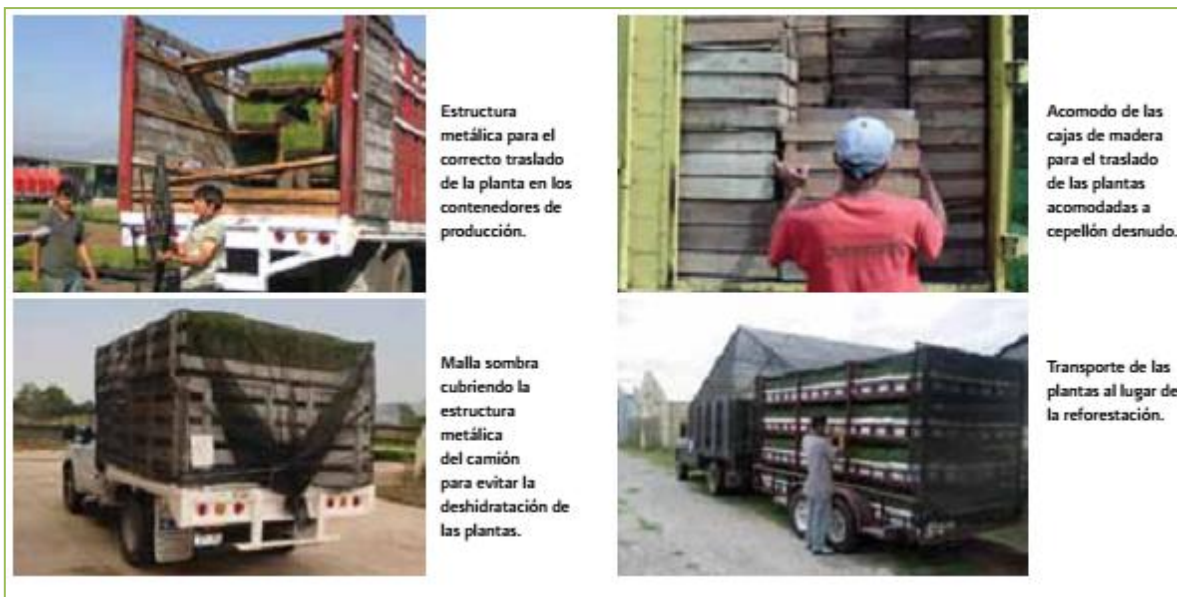 Estructura
metálica para el
correcto traslado
de la planta en los
contenedores de
producción.
Acomodo de las
cajas de madera
para el traslado
de las plantas
acomodadas a
cepellón desnudo.
Malla sombra
cubriendo la
estructura
metálica
del camión
para evitar la
deshidratación de
las plantas.
Transporte de las
plantas al lugar de
la reforestación.